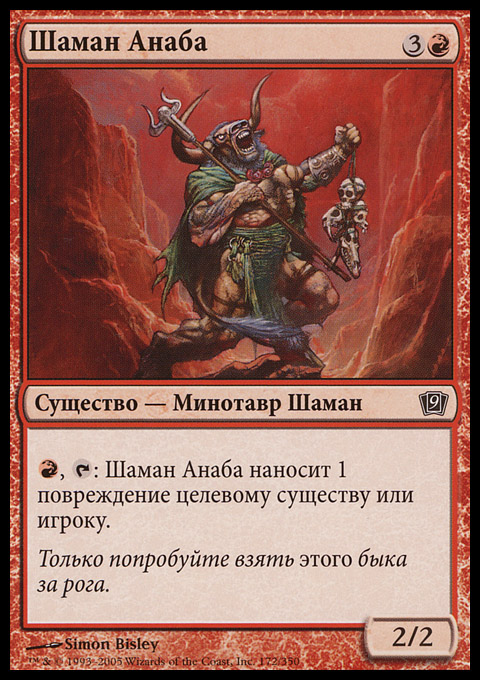 Шаман Анаба 3
Существо — Минотавр Шаман 9
, : Шаман Анаба наносит 1
повреждение целевому существу или
игроку.
Только попробуйте взять этого быка
за рога.
2/2
Simon Bisley
™ & © 1993-2005 Wizards of the Coast, Inc. 172/350